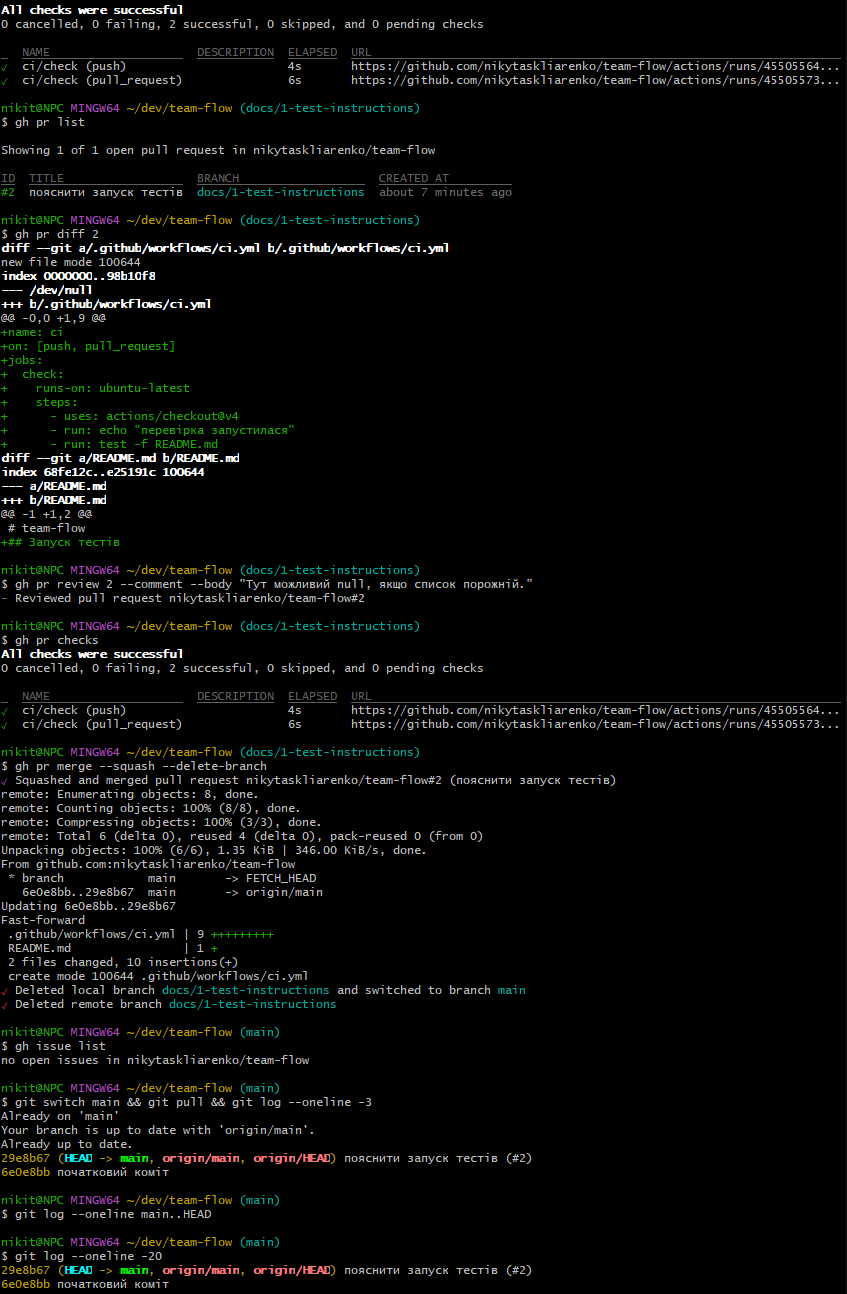 All checks were successful
0 cancelled, 0 failing, 2 successful, 0 skipped, and 0 pending checks
_  NAME  DESCRIPTION  ELAPSED  URL
✓  ci/check (push)  4s  https://github.com/nikytaskliarenko/team-flow/actions/runs/45505564...
✓  ci/check (pull_request)  6s  https://github.com/nikytaskliarenko/team-flow/actions/runs/45505573...
nikit@NPC MINGW64 ~/dev/team-flow (docs/1-test-instructions)
$ gh pr list
Showing 1 of 1 open pull request in nikytaskliarenko/team-flow
ID  TITLE  BRANCH  CREATED AT
#2  пояснити запуск тестів  docs/1-test-instructions  about 7 minutes ago
nikit@NPC MINGW64 ~/dev/team-flow (docs/1-test-instructions)
$ gh pr diff 2
diff --git a/.github/workflows/ci.yml b/.github/workflows/ci.yml
new file mode 100644
index 0000000..98b10f8
--- /dev/null
+++ b/.github/workflows/ci.yml
@@ -0,0 +1,9 @@
+name: ci
+on: [push, pull_request]
+jobs:
+  check:
+    runs-on: ubuntu-latest
+    steps:
+      - uses: actions/checkout@v4
+      - run: echo "перевірка запустилася"
+      - run: test -f README.md
diff --git a/README.md b/README.md
index 68fe12c..e25191c 100644
--- a/README.md
+++ b/README.md
@@ -1 +1,2 @@
 # team-flow
+## Запуск тестів
nikit@NPC MINGW64 ~/dev/team-flow (docs/1-test-instructions)
$ gh pr review 2 --comment --body "Тут можливий null, якщо список порожній."
- Reviewed pull request nikytaskliarenko/team-flow#2
nikit@NPC MINGW64 ~/dev/team-flow (docs/1-test-instructions)
$ gh pr checks
All checks were successful
0 cancelled, 0 failing, 2 successful, 0 skipped, and 0 pending checks
_  NAME  DESCRIPTION  ELAPSED  URL
✓  ci/check (push)  4s  https://github.com/nikytaskliarenko/team-flow/actions/runs/45505564...
✓  ci/check (pull_request)  6s  https://github.com/nikytaskliarenko/team-flow/actions/runs/45505573...
nikit@NPC MINGW64 ~/dev/team-flow (docs/1-test-instructions)
$ gh pr merge --squash --delete-branch
✓ Squashed and merged pull request nikytaskliarenko/team-flow#2 (пояснити запуск тестів)
remote: Enumerating objects: 8, done.
remote: Counting objects: 100% (8/8), done.
remote: Compressing objects: 100% (3/3), done.
remote: Total 6 (delta 0), reused 4 (delta 0), pack-reused 0 (from 0)
Unpacking objects: 100% (6/6), 1.35 KiB | 346.00 KiB/s, done.
From github.com:nikytaskliarenko/team-flow
 * branch            main       -> FETCH_HEAD
   6e0e8bb..29e8b67  main       -> origin/main
Updating 6e0e8bb..29e8b67
Fast-forward
 .github/workflows/ci.yml | 9 +++++++++
 README.md                | 1 +
 2 files changed, 10 insertions(+)
 create mode 100644 .github/workflows/ci.yml
✓ Deleted local branch docs/1-test-instructions and switched to branch main
✓ Deleted remote branch docs/1-test-instructions
nikit@NPC MINGW64 ~/dev/team-flow (main)
$ gh issue list
no open issues in nikytaskliarenko/team-flow
nikit@NPC MINGW64 ~/dev/team-flow (main)
$ git switch main && git pull && git log --oneline -3
Already on 'main'
Your branch is up to date with 'origin/main'.
Already up to date.
29e8b67 (HEAD -> main, origin/main, origin/HEAD) пояснити запуск тестів (#2)
6e0e8bb початковий коміт
nikit@NPC MINGW64 ~/dev/team-flow (main)
$ git log --oneline main..HEAD
nikit@NPC MINGW64 ~/dev/team-flow (main)
$ git log --oneline -20
29e8b67 (HEAD -> main, origin/main, origin/HEAD) пояснити запуск тестів (#2)
6e0e8bb початковий коміт